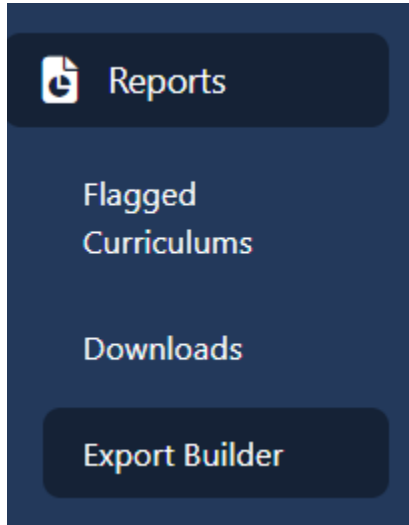 Reports
Flagged
Curriculums
Downloads
Export Builder